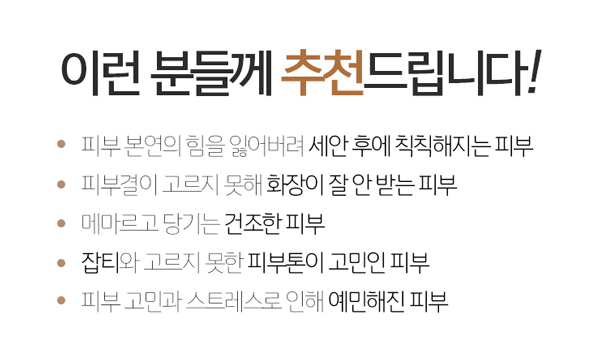 이런 분들께 추천드립니다!
• 피부 본연의 힘을 잃어버려 세안 후에 칙칙해지는 피부
• 피부결이 고르지 못해 화장이 잘 안 받는 피부
• 메마르고 당기는 건조한 피부
• 잡티와 고르지 못한 피부톤이 고민인 피부
• 피부 고민과 스트레스로 인해 예민해진 피부